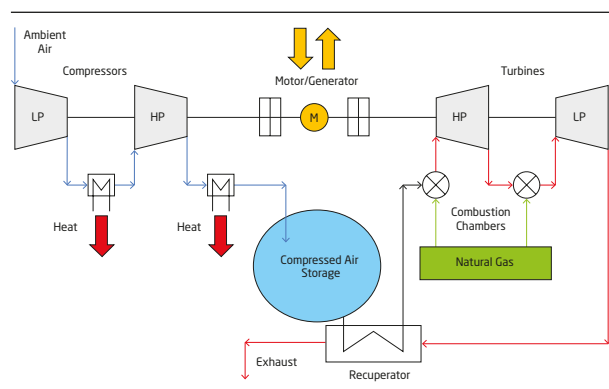 Ambient
Air
Compressors
Motor/Generator
Turbines
LP
HP
M
HP
LP
Heat
Heat
Combustion
Chambers
Compressed Air
Storage
Natural Gas
Exhaust
Recuperator